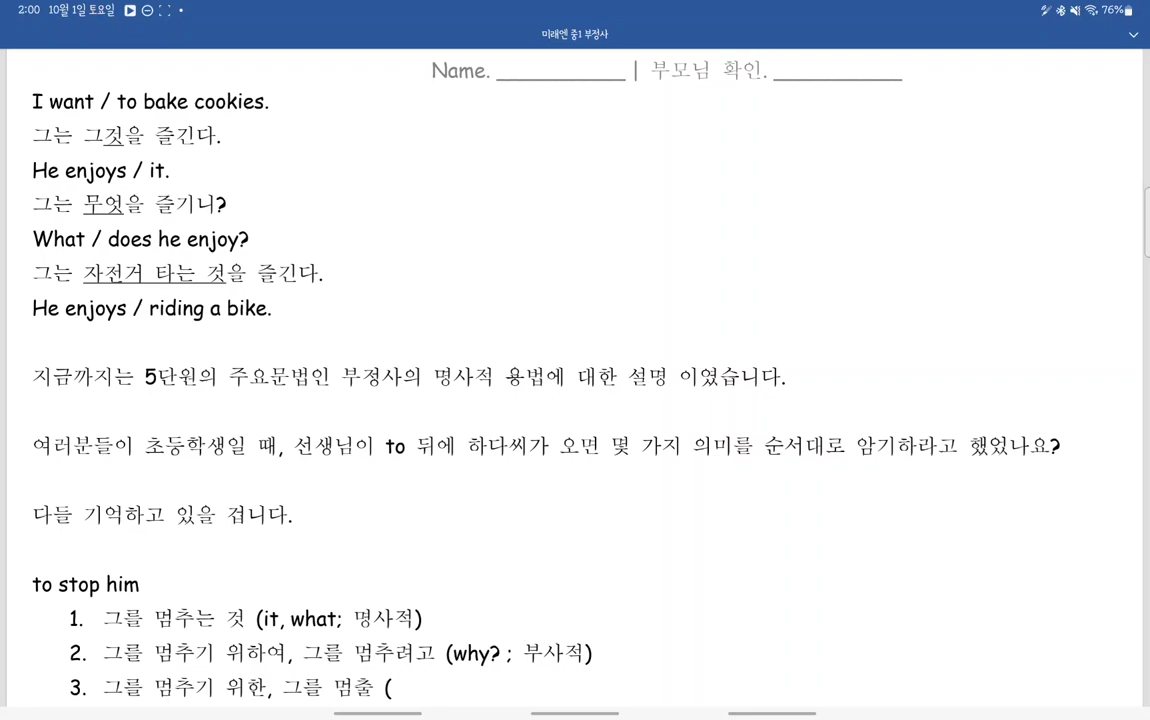 2:00 10월 1일 토요일
76%
미래엔 중1 부정사
Name. ___________ | 부모님 확인. ___________
I want / to bake cookies.
그는 그것을 즐긴다.
He enjoys / it.
그는 무엇을 즐기니?
What / does he enjoy?
그는 자전거 타는 것을 즐긴다.
He enjoys / riding a bike.
지금까지는 5단원의 주요문법인 부정사의 명사적 용법에 대한 설명 이였습니다.
여러분들이 초등학생일 때, 선생님이 to 뒤에 하다씨가 오면 몇 가지 의미를 순서대로 암기하라고 했었나요?
다들 기억하고 있을 겁니다.
to stop him
1. 그를 멈추는 것 (it, what; 명사적)
2. 그를 멈추기 위하여, 그를 멈추려고 (why? ; 부사적)
3. 그를 멈추기 위한, 그를 멈출 (